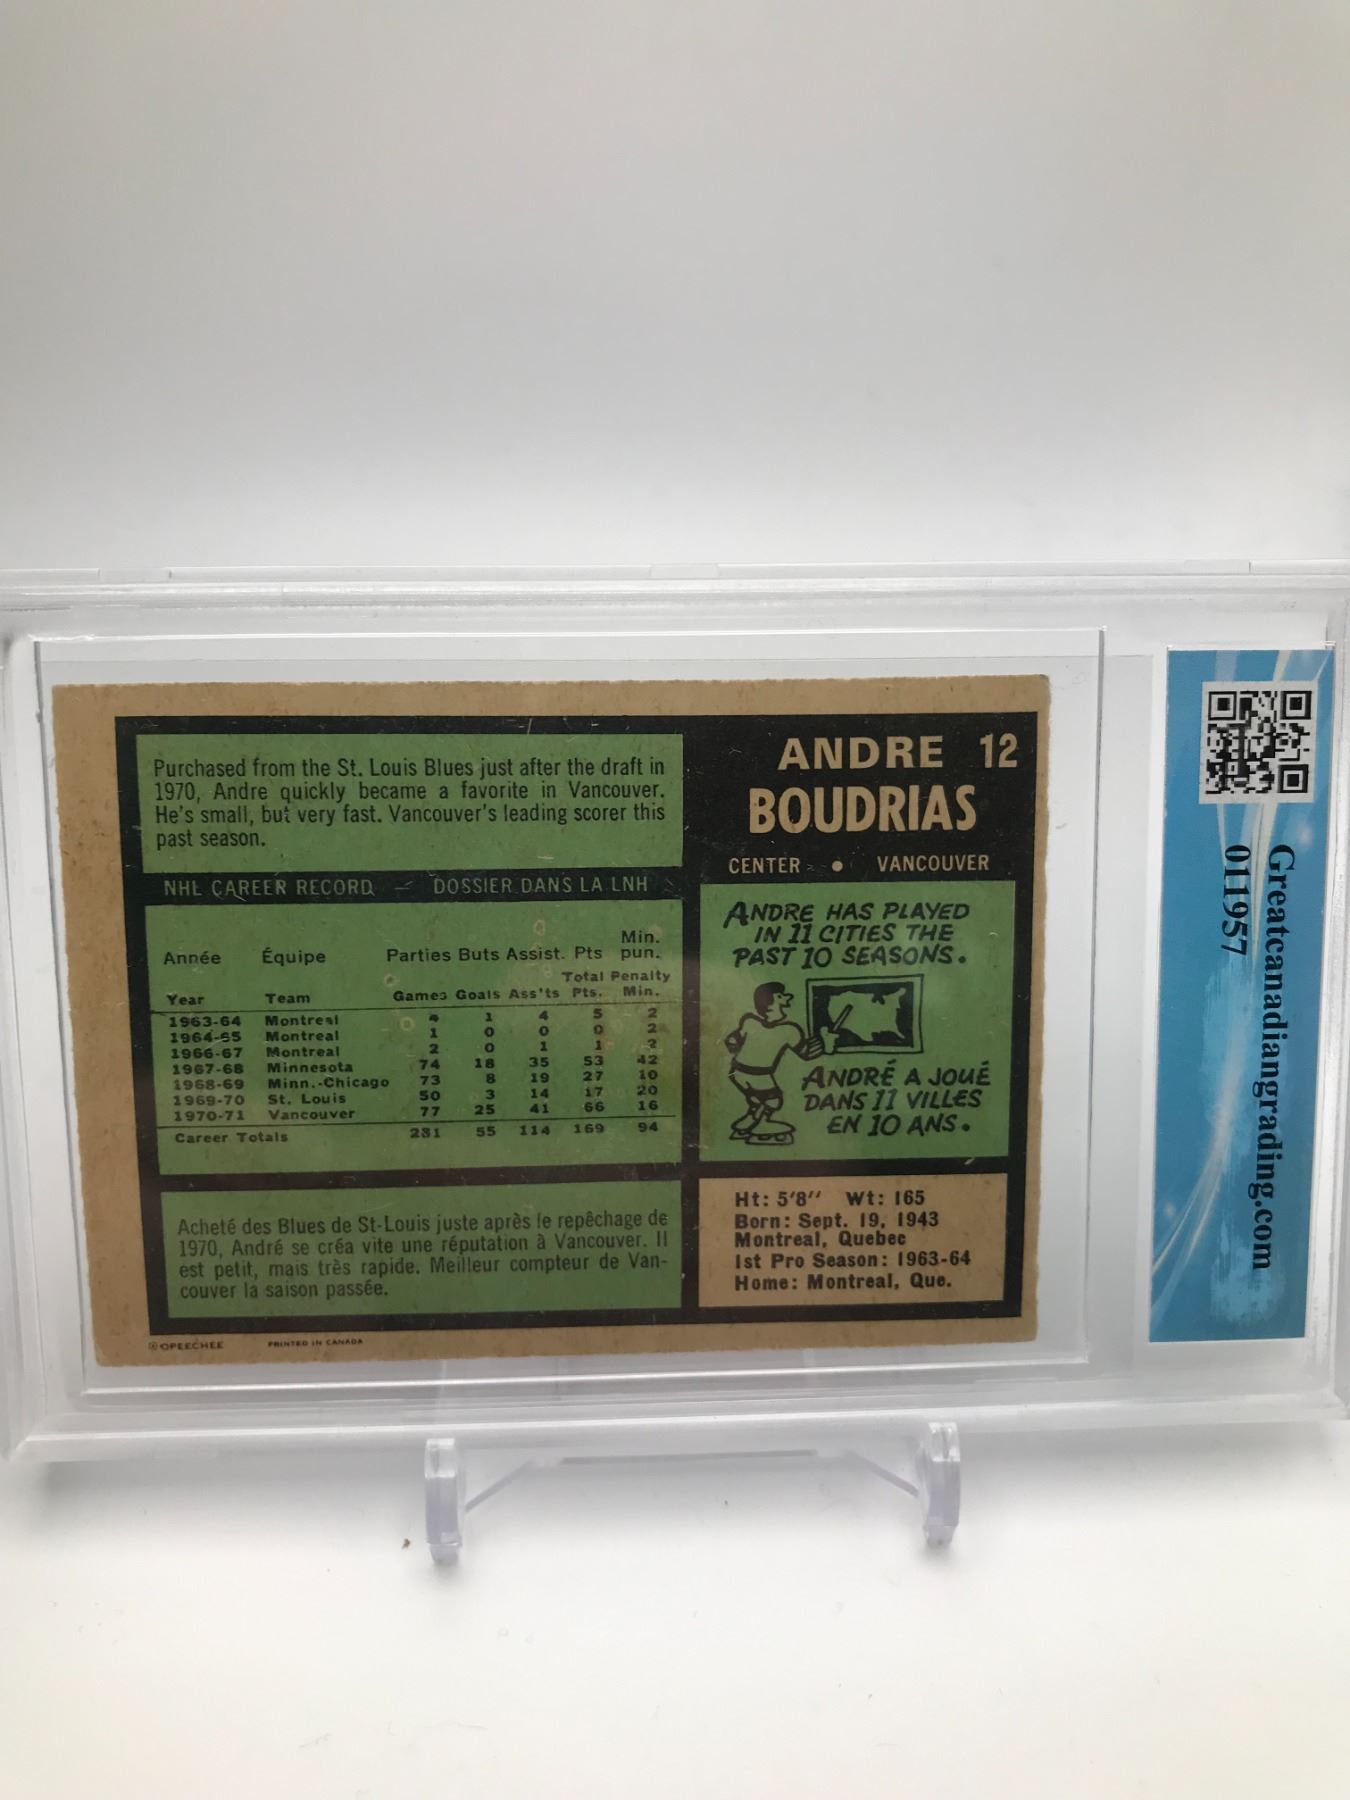 Purchased from the St. Louis Blues just after the draft in
1970, Andre quickly became a favorite in Vancouver.
He's small, but very fast. Vancouver's leading scorer this
past season.
ANDRE 12
BOUDRIAS
CENTER • VANCOUVER
NHL CAREER RECORD — DOSSIER DANS LA LNH
Année Équipe Parties Buts Assist. Pts Min. pun.
Year Team Games Goals Ass'ts Total Pts. Penalty Min.
1963-64 Montreal 4 1 4 5 2
1964-65 Montreal 1 0 0 0 2
1966-67 Montreal 2 0 1 1 2
1967-68 Minnesota 74 18 35 53 42
1968-69 Minn.-Chicago 73 8 19 27 10
1969-70 St. Louis 50 3 14 17 20
1970-71 Vancouver 77 25 41 66 16
Career Totals 281 55 114 169 94
ANDRE HAS PLAYED
IN 11 CITIES THE
PAST 10 SEASONS.
ANDRÉ A JOUÉ
DANS 11 VILLES
EN 10 ANS.
Acheté des Blues de St-Louis juste après le repêchage de
1970, André se créa vite une réputation à Vancouver. Il
est petit, mais très rapide. Meilleur compteur de Van-
couver la saison passée.
Ht: 5'8" Wt: 165
Born: Sept. 19, 1943
Montreal, Quebec
1st Pro Season: 1963-64
Home: Montreal, Que.
© OPEECHEE PRINTED IN CANADA
Greatcanadiangrading.com
011957